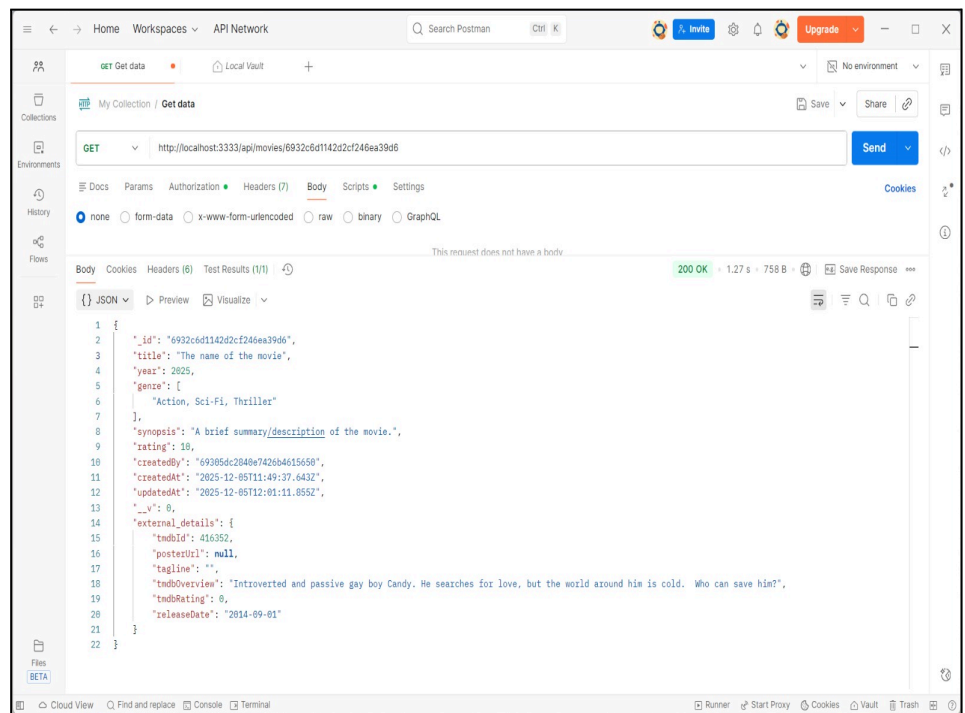 Home Workspaces API Network Search Postman Ctrl K Invite Upgrade
GET Get data Local Vault No environment
HTTP My Collection / Get data Save Share
Collections
GET http://localhost:3333/api/movies/6932c6d1142d2cf246ea39d6 Send
Environments
Docs Params Authorization Headers (7) Body Scripts Settings Cookies
History
none form-data x-www-form-urlencoded raw binary GraphQL
This request does not have a body
Flows
Body Cookies Headers (6) Test Results (1/1) 200 OK 1.27 s 758 B Save Response
{} JSON Preview Visualize
1 {
2 "_id": "6932c6d1142d2cf246ea39d6",
3 "title": "The name of the movie",
4 "year": 2025,
5 "genre": [
6 "Action, Sci-Fi, Thriller"
7 ],
8 "synopsis": "A brief summary/description of the movie.",
9 "rating": 10,
10 "createdBy": "69305dc2840e7426b4615650",
11 "createdAt": "2025-12-05T11:49:37.643Z",
12 "updatedAt": "2025-12-05T12:01:11.855Z",
13 "__v": 0,
14 "external_details": {
15 "tmdbId": 416352,
16 "posterUrl": null,
17 "tagline": "",
18 "tmdbOverview": "Introverted and passive gay boy Candy. He searches for love, but the world around him is cold.  Who can save him?",
19 "tmdbRating": 0,
20 "releaseDate": "2014-09-01"
21 }
22 }
Files
BETA
Cloud View Find and replace Console Terminal Runner Start Proxy Cookies Vault Trash